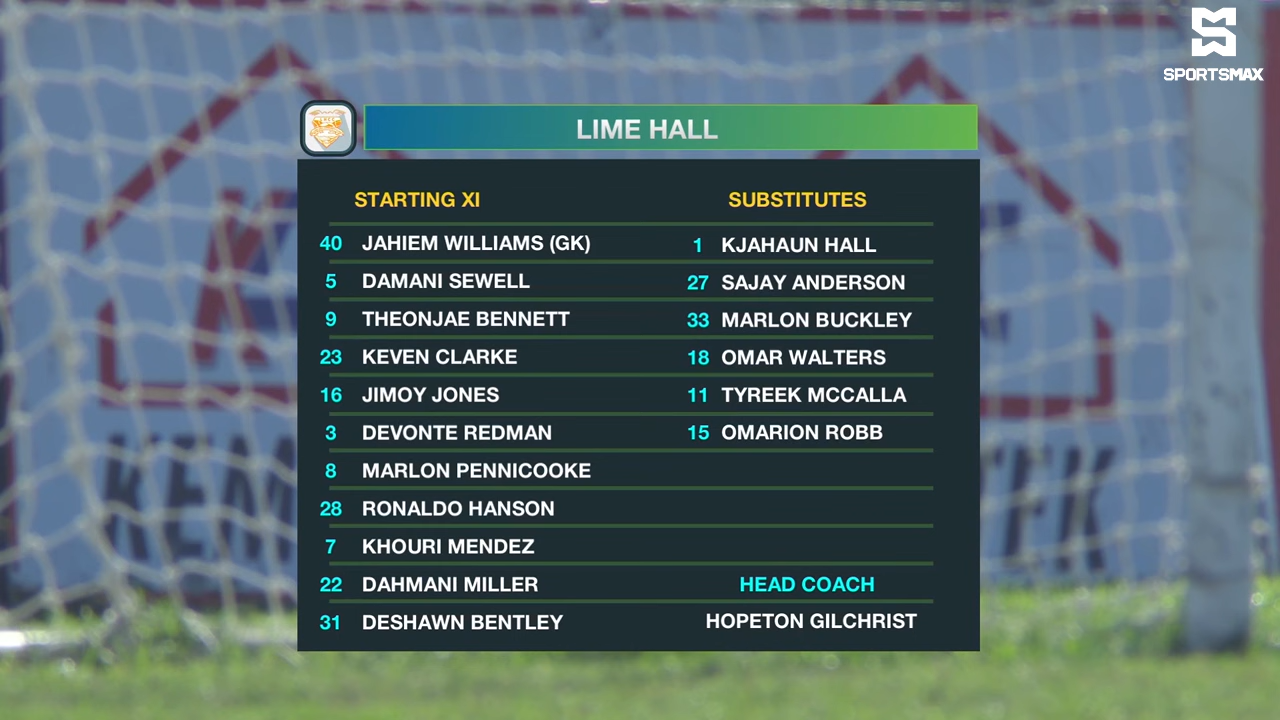 SPORTSMAX
LIME HALL
STARTING XI
40 JAHIEM WILLIAMS (GK)
5 DAMANI SEWELL
9 THEONJAE BENNETT
23 KEVEN CLARKE
16 JIMOY JONES
3 DEVONTE REDMAN
8 MARLON PENNICOOKE
28 RONALDO HANSON
7 KHOURI MENDEZ
22 DAHMANI MILLER
31 DESHAWN BENTLEY
SUBSTITUTES
1 KJAHAUN HALL
27 SAJAY ANDERSON
33 MARLON BUCKLEY
18 OMAR WALTERS
11 TYREEK MCCALLA
15 OMARION ROBB
HEAD COACH
HOPETON GILCHRIST